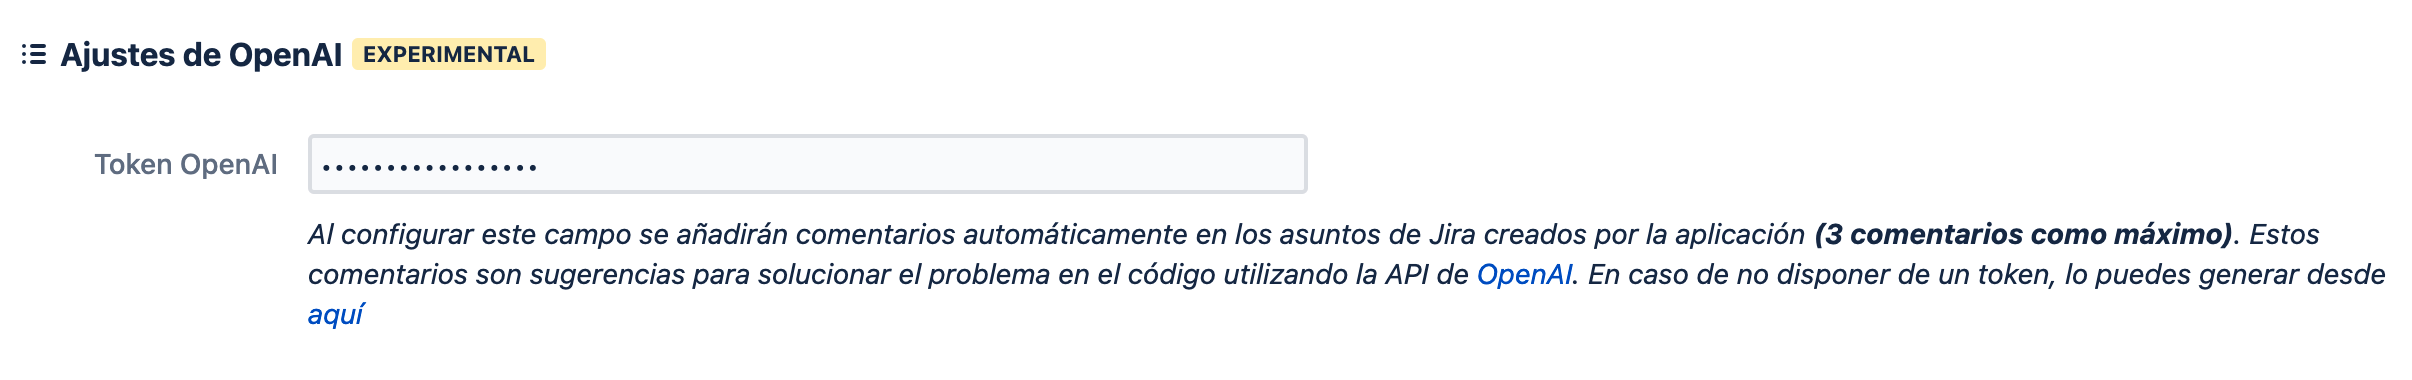 Ajustes de OpenAI EXPERIMENTAL
Token OpenAI •••••••••••••••••
Al configurar este campo se añadirán comentarios automáticamente en los asuntos de Jira creados por la aplicación (3 comentarios como máximo). Estos
comentarios son sugerencias para solucionar el problema en el código utilizando la API de OpenAI. En caso de no disponer de un token, lo puedes generar desde
aquí